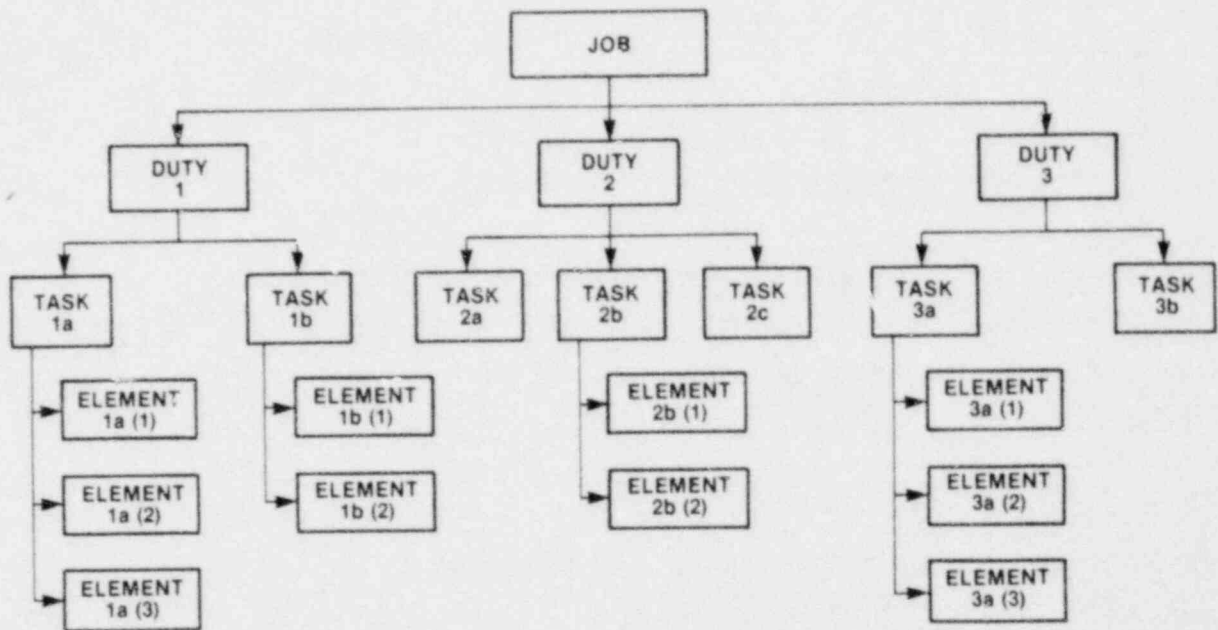 JOB
DUTY
1
DUTY
2
DUTY
3
TASK
1a
TASK
1b
TASK
2a
TASK
2b
TASK
2c
TASK
3a
TASK
3b
ELEMENT
1a (1)
ELEMENT
1a (2)
ELEMENT
1a (3)
ELEMENT
1b (1)
ELEMENT
1b (2)
ELEMENT
2b (1)
ELEMENT
2b (2)
ELEMENT
3a (1)
ELEMENT
3a (2)
ELEMENT
3a (3)